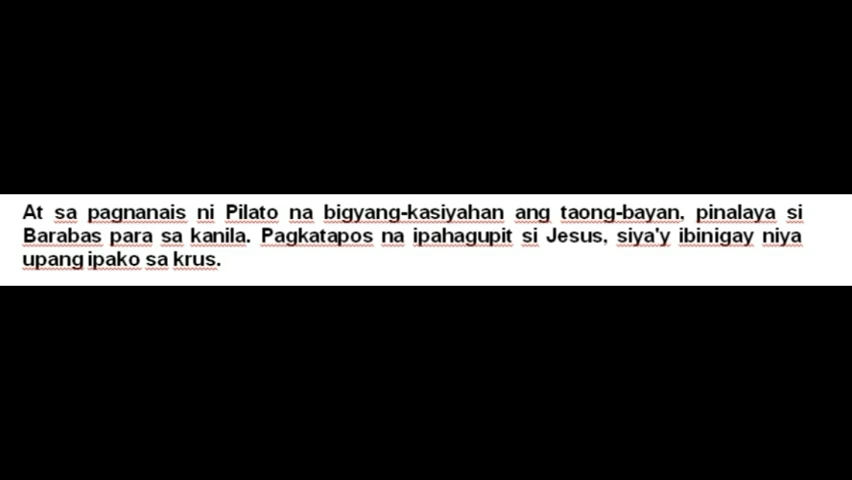 At sa pagnanais ni Pilato na bigyang-kasiyahan ang taong-bayan, pinalaya si
Barabas para sa kanila. Pagkatapos na ipahagupit si Jesus, siya'y ibinigay niya
upang ipako sa krus.